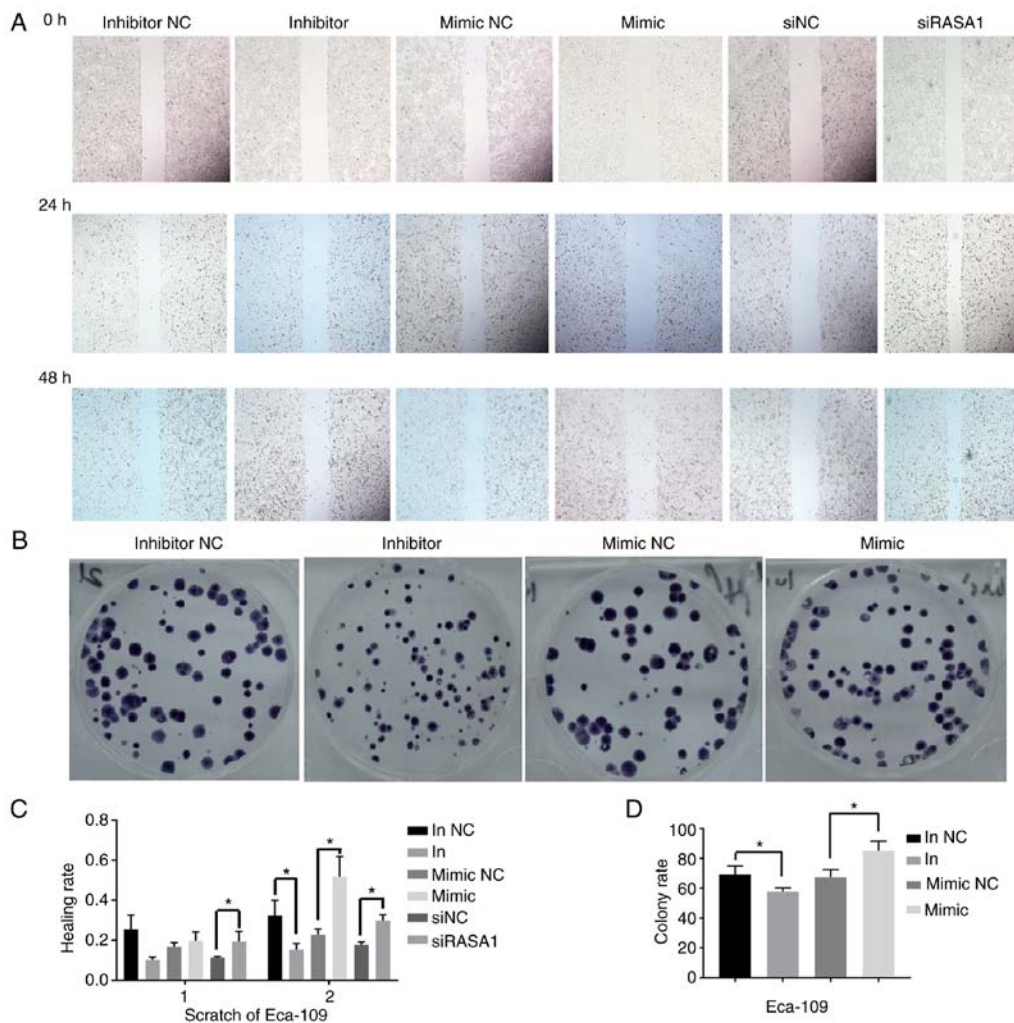 A
0 h
Inhibitor NC
Inhibitor
Mimic NC
Mimic
siNC
siRASA1
24 h
48 h
B
Inhibitor NC
Inhibitor
Mimic NC
Mimic
C
Healing rate
0.8
0.6
0.4
0.2
0.0
1
2
Scratch of Eca-109
*
*
*
*
In NC
In
Mimic NC
Mimic
siNC
siRASA1
D
Colony rate
100
80
60
40
20
0
Eca-109
*
*
In NC
In
Mimic NC
Mimic